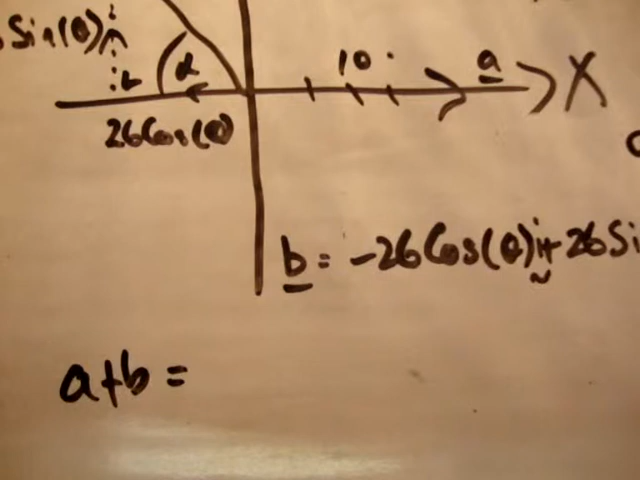 Sin(θ)
α
10
a
X
26Cos(θ)
b = -26Cos(θ)i + 26Si
a+b =